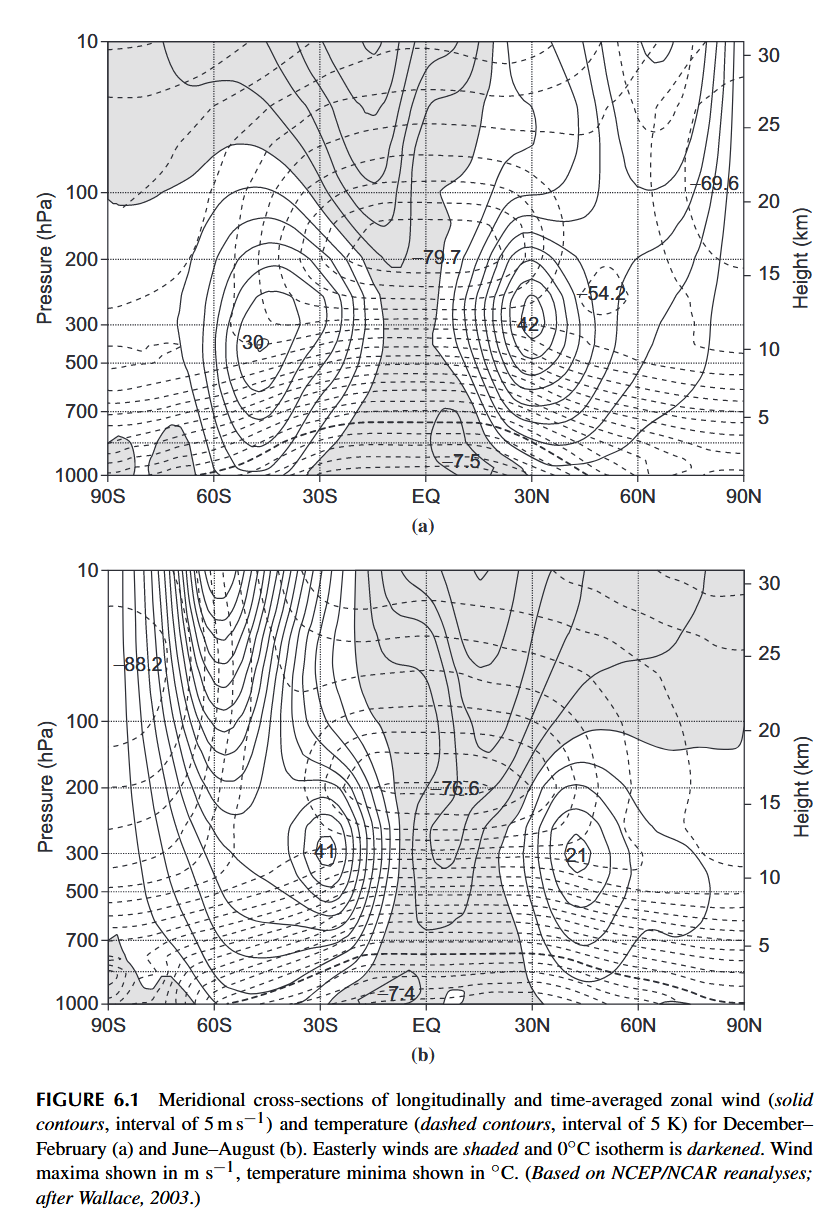 10
100
200
300
500
700
1000
Pressure (hPa)
30
25
20
15
10
5
Height (km)
−69.6
−79.7
−54.2
42
30
−7.5
90S 60S 30S EQ 30N 60N 90N
(a)
10
100
200
300
500
700
1000
Pressure (hPa)
30
25
20
15
10
5
Height (km)
−88.2
−76.6
41
21
−7.4
90S 60S 30S EQ 30N 60N 90N
(b)
FIGURE 6.1 Meridional cross-sections of longitudinally and time-averaged zonal wind (solid
contours, interval of 5 m s−1) and temperature (dashed contours, interval of 5 K) for December–
February (a) and June–August (b). Easterly winds are shaded and 0°C isotherm is darkened. Wind
maxima shown in m s−1, temperature minima shown in °C. (Based on NCEP/NCAR reanalyses;
after Wallace, 2003.)